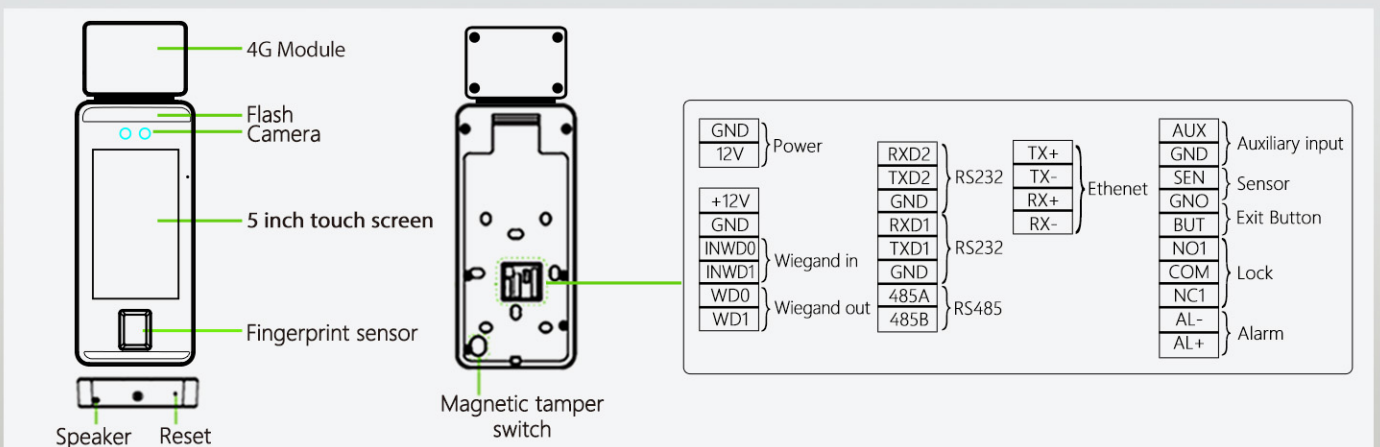 4G Module
Flash
Camera
5 inch touch screen
Fingerprint sensor
Speaker
Reset
Magnetic tamper
switch
GND
12V
Power
+12V
GND
INWD0
INWD1
Wiegand in
WD0
WD1
Wiegand out
RXD2
TXD2
GND
RS232
RXD1
TXD1
GND
RS232
485A
485B
RS485
TX+
TX-
RX+
RX-
Ethenet
AUX
GND
Auxiliary input
SEN
GNO
Sensor
BUT
Exit Button
NO1
COM
NC1
Lock
AL-
AL+
Alarm